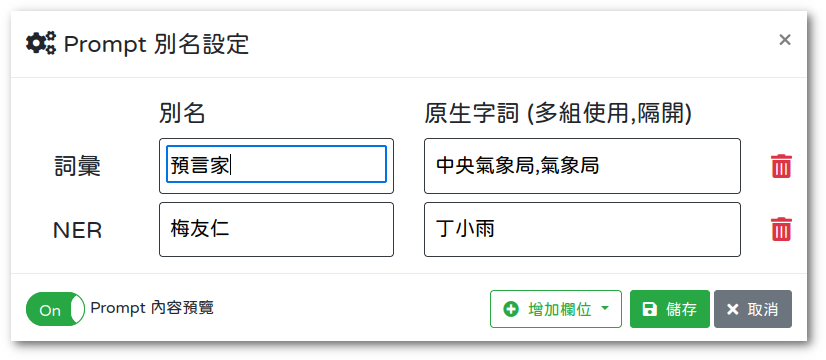 Prompt 別名設定 ×
別名 原生字詞 (多組使用,隔開)
詞彙 預言家 中央氣象局,氣象局
NER 梅友仁 丁小雨
On Prompt 內容預覽 增加欄位 儲存 取消